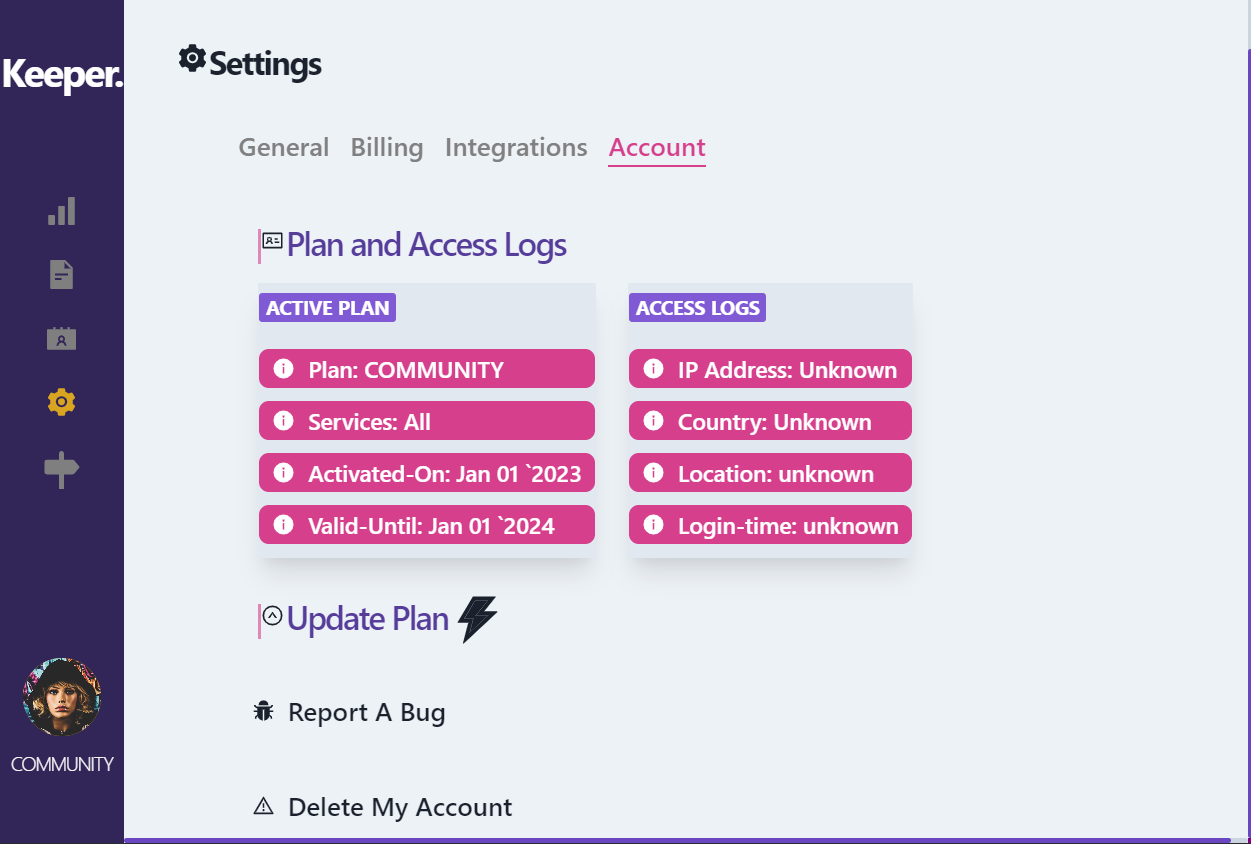 Keeper.
Settings
General Billing Integrations Account
Plan and Access Logs
ACTIVE PLAN
Plan: COMMUNITY
Services: All
Activated-On: Jan 01 `2023
Valid-Until: Jan 01 `2024
ACCESS LOGS
IP Address: Unknown
Country: Unknown
Location: unknown
Login-time: unknown
Update Plan
Report A Bug
Delete My Account
COMMUNITY